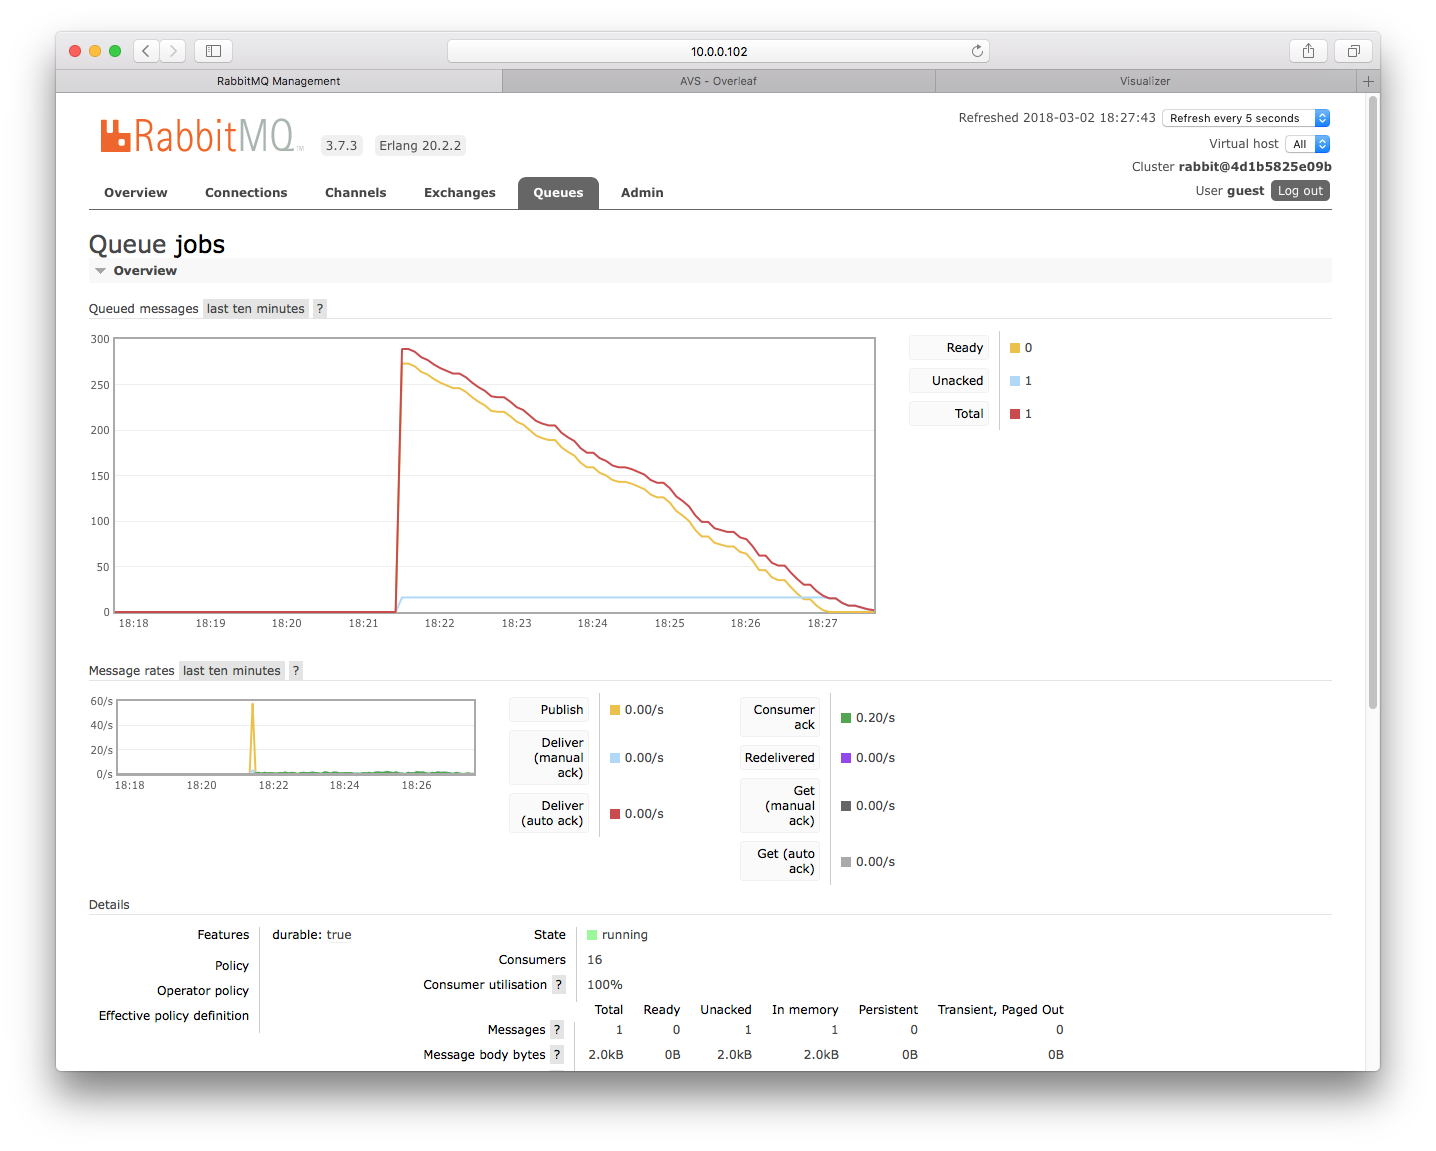 10.0.0.102
RabbitMQ Management
AVS - Overleaf
Visualizer
RabbitMQ™ 3.7.3 Erlang 20.2.2
Refreshed 2018-03-02 18:27:43 Refresh every 5 seconds
Virtual host All
Cluster rabbit@4d1b5825e09b
User guest Log out
Overview Connections Channels Exchanges Queues Admin
Queue jobs
Overview
Queued messages last ten minutes ?
300
250
200
150
100
50
0
18:18 18:19 18:20 18:21 18:22 18:23 18:24 18:25 18:26 18:27
Ready 0
Unacked 1
Total 1
Message rates last ten minutes ?
60/s
40/s
20/s
0/s
18:18 18:20 18:22 18:24 18:26
Publish 0.00/s
Deliver
(manual 0.00/s
ack)
Deliver
(auto ack) 0.00/s
Consumer
ack 0.20/s
Redelivered 0.00/s
Get
(manual 0.00/s
ack)
Get (auto
ack) 0.00/s
Details
Features durable: true
Policy
Operator policy
Effective policy definition
State running
Consumers 16
Consumer utilisation ? 100%
Total Ready Unacked In memory Persistent Transient, Paged Out
Messages ? 1 0 1 1 0 0
Message body bytes ? 2.0kB 0B 2.0kB 2.0kB 0B 0B